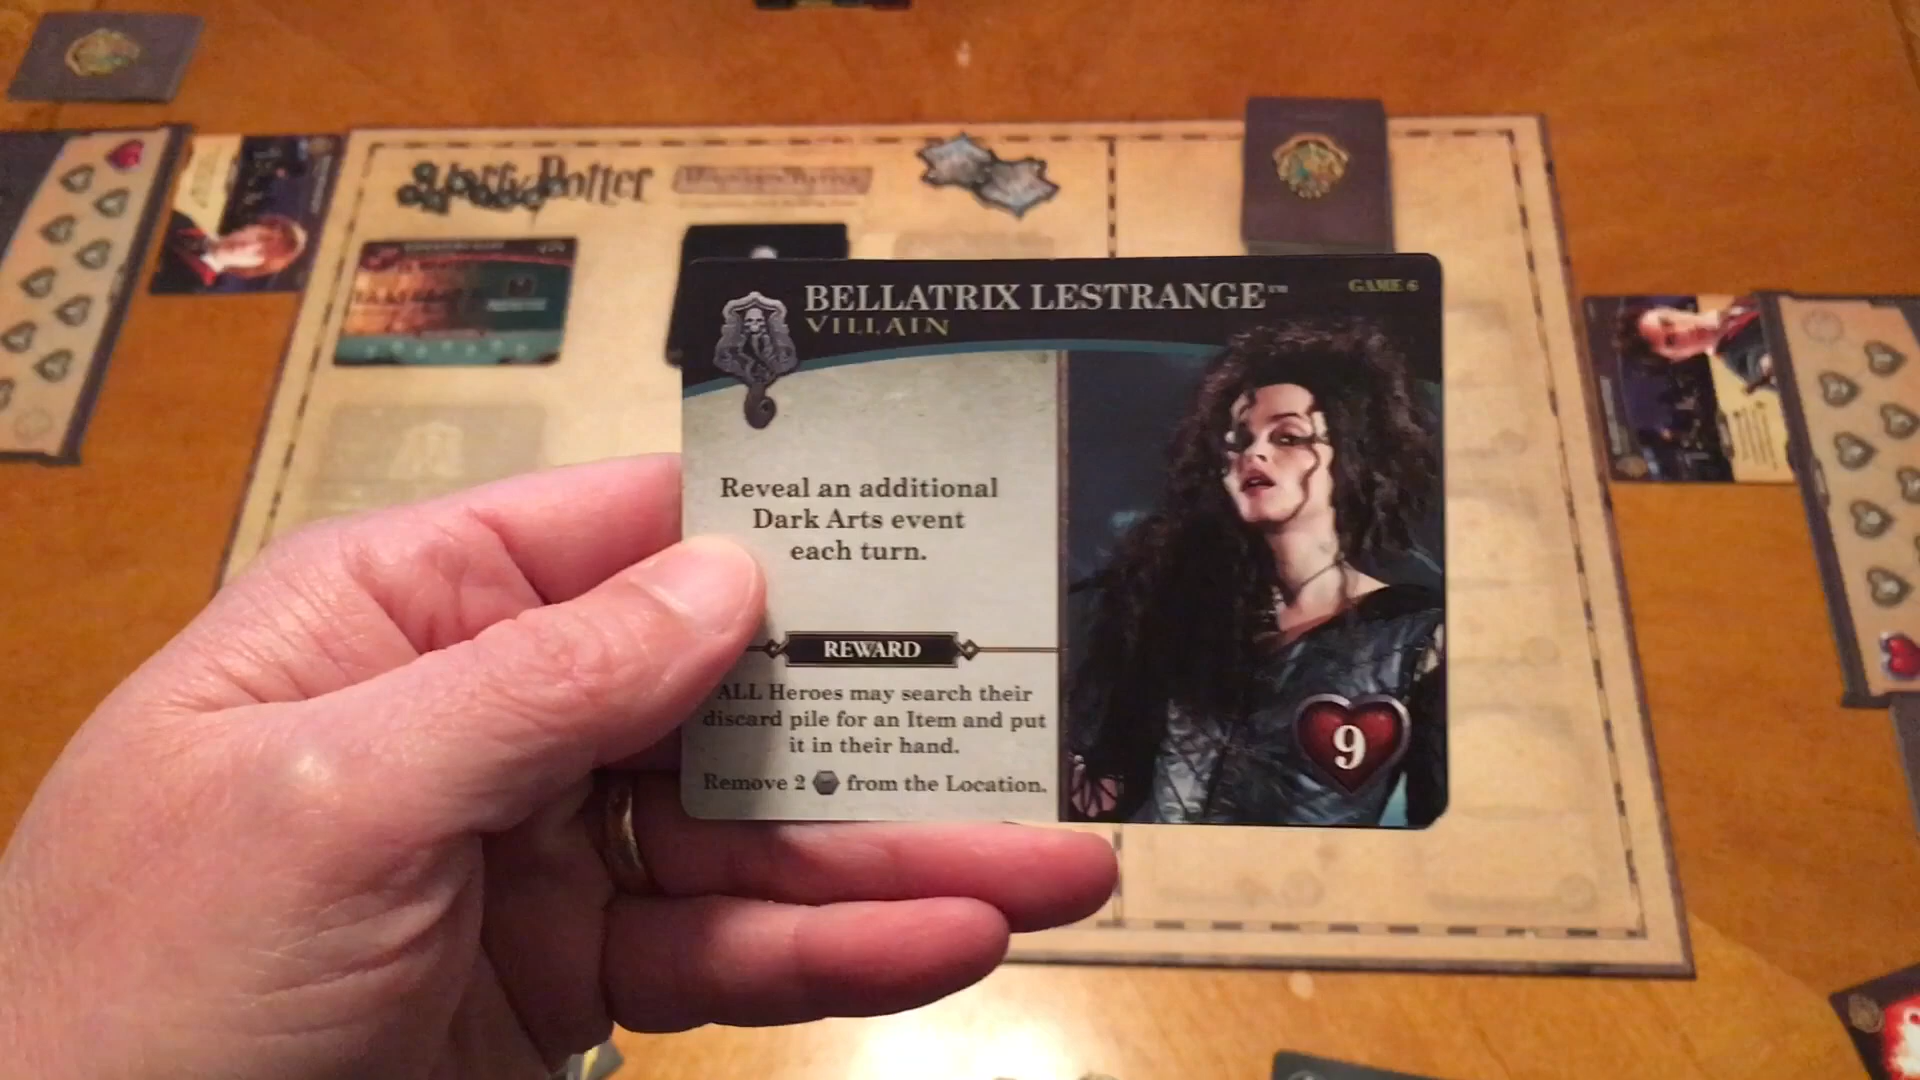 Harry Potter
BELLATRIX LESTRANGE™
GAME 6
VILLAIN
Reveal an additional
Dark Arts event
each turn.
REWARD
ALL Heroes may search their
discard pile for an Item and put
it in their hand.
Remove 2 from the Location.
9